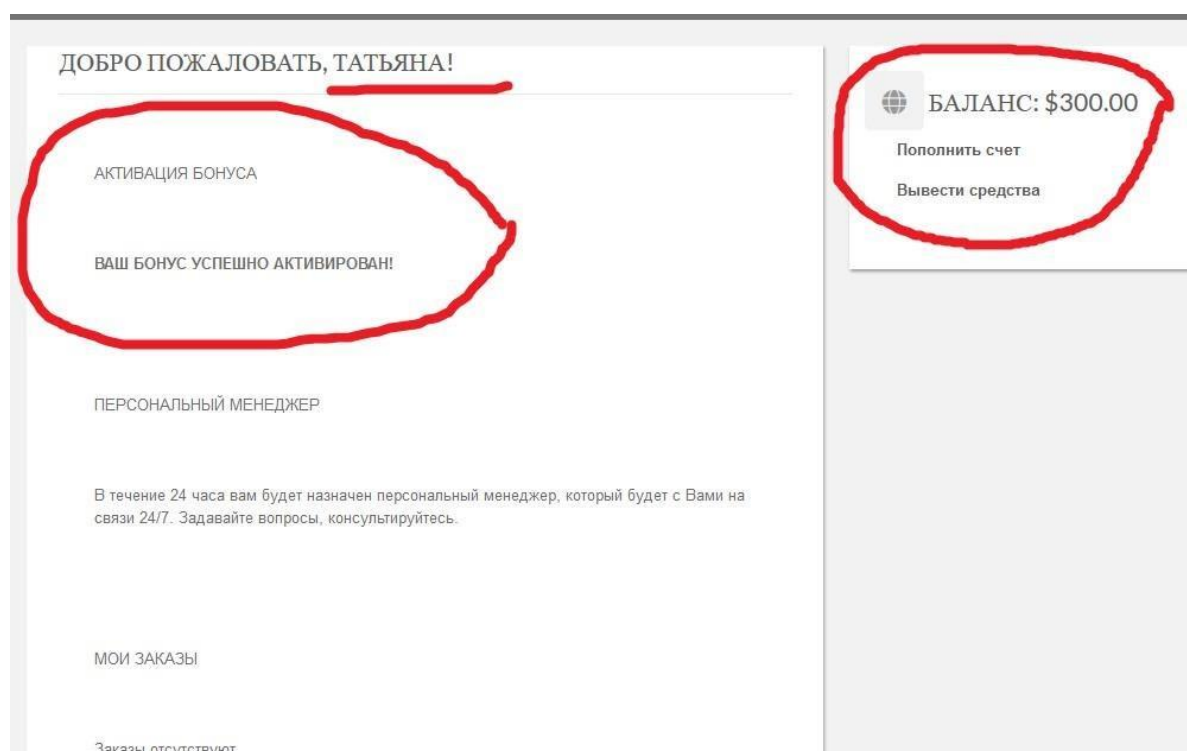 ДОБРО ПОЖАЛОВАТЬ, ТАТЬЯНА!
АКТИВАЦИЯ БОНУСА
ВАШ БОНУС УСПЕШНО АКТИВИРОВАН!
ПЕРСОНАЛЬНЫЙ МЕНЕДЖЕР
В течение 24 часа вам будет назначен персональный менеджер, который будет с Вами на
связи 24/7. Задавайте вопросы, консультируйтесь.
МОИ ЗАКАЗЫ
Заказы отсутствуют
БАЛАНС: $300.00
Пополнить счет
Вывести средства